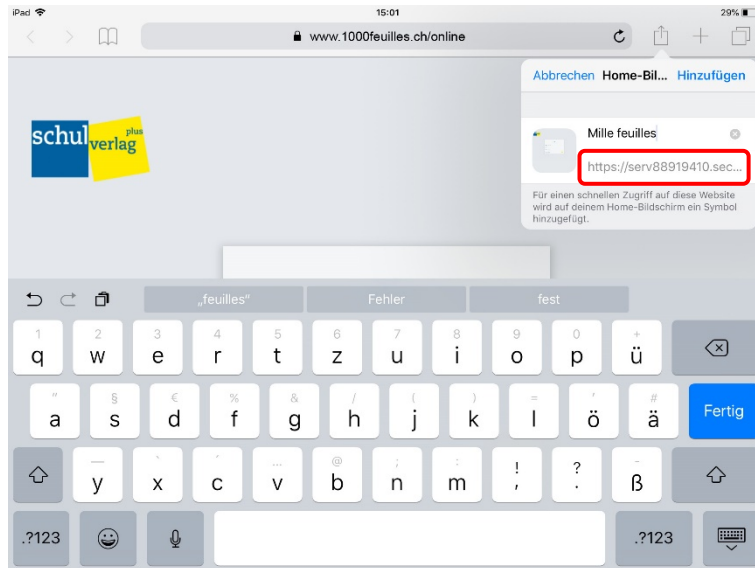 iPad 15:01 29%
www.1000feuilles.ch/online
Abbrechen Home-Bil... Hinzufügen
schul verlag plus
Mille feuilles
https://serv88919410.sec...
Für einen schnellen Zugriff auf diese Website
wird auf deinem Home-Bildschirm ein Symbol
hinzugefügt.
„feuilles“ Fehler fest
1 2 3 4 5 6 7 8 9 0 +
q w e r t z u i o p ü
" § € % & / ( ) = ' #
a s d f g h j k l ö ä Fertig
— ` ´ ... @ ; : ! ? -
y x c v b n m , . ß
.?123 .?123